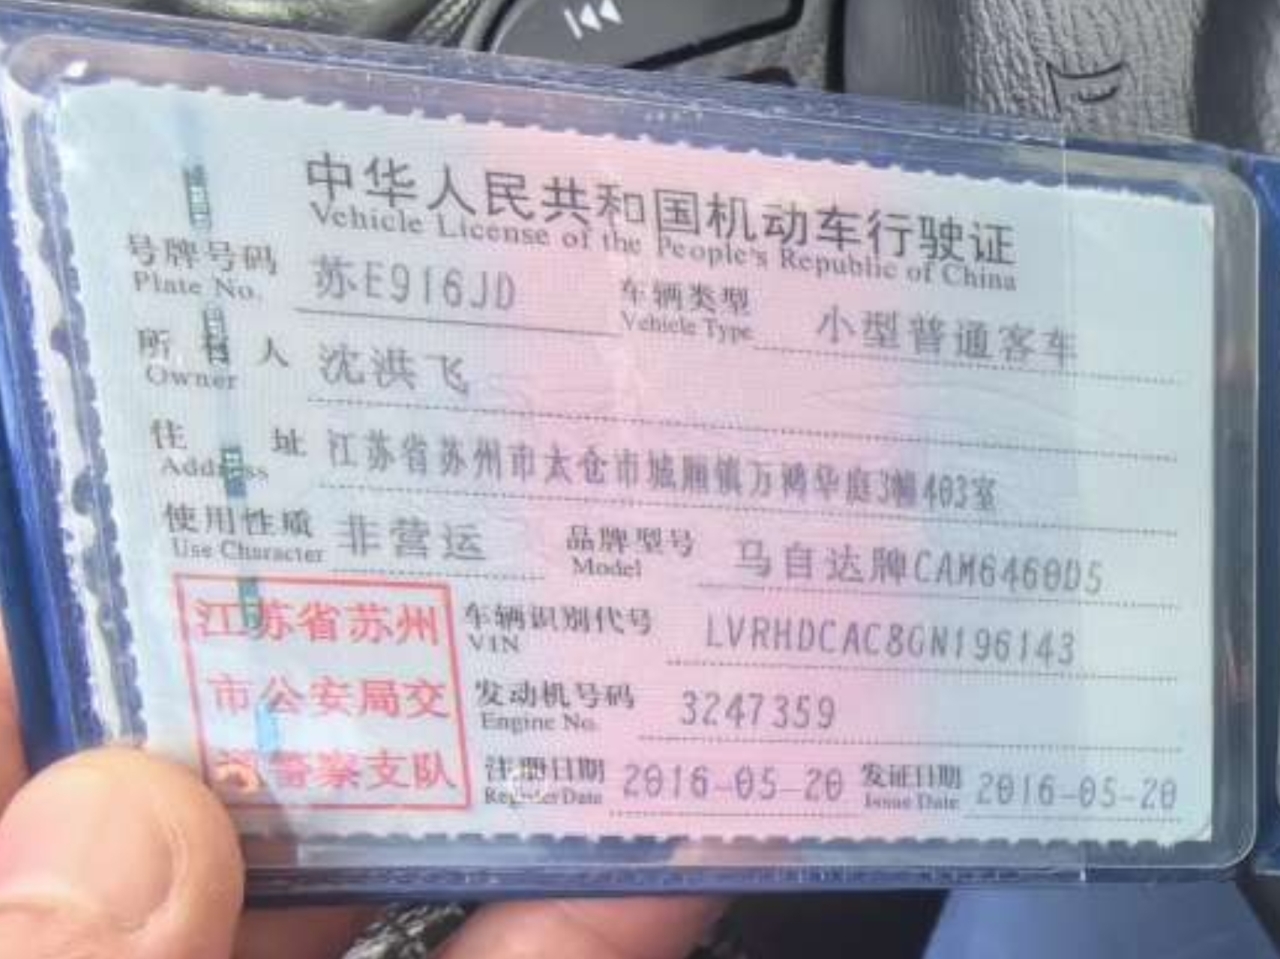 中华人民共和国机动车行驶证
Vehicle License of the People's Republic of China
号牌号码 苏E916JD 车辆类型 小型普通客车
Plate No. Vehicle Type
所 人 沈洪飞
Owner
住 址 江苏省苏州市太仓市城厢镇万鸿华庭3幢403室
Address
使用性质 非营运 品牌型号 马自达牌CAM6460D5
Use Character Model
江苏省苏州
市公安局交
警察支队
车辆识别代号 LVRHDCAC8GN196143
VIN
发动机号码 3247359
Engine No.
注册日期 2016-05-20 发证日期 2016-05-20
Register Date Issue Date